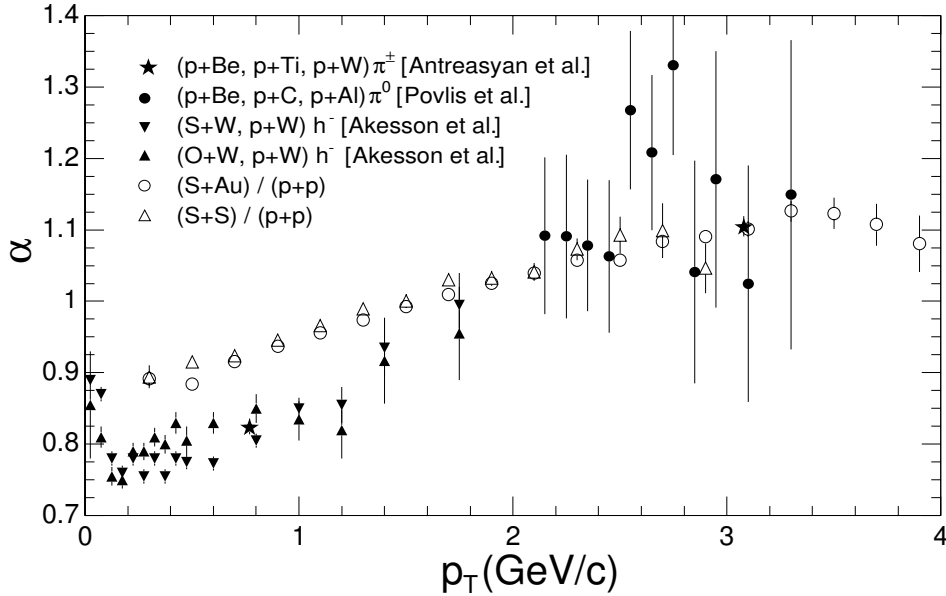 1.4
1.3
1.2
1.1
1
0.9
0.8
0.7
α
(p+Be, p+Ti, p+W) π± [Antreasyan et al.]
(p+Be, p+C, p+Al) π0 [Povlis et al.]
(S+W, p+W) h- [Akesson et al.]
(O+W, p+W) h- [Akesson et al.]
(S+Au) / (p+p)
(S+S) / (p+p)
0 1 2 3 4
pT(GeV/c)